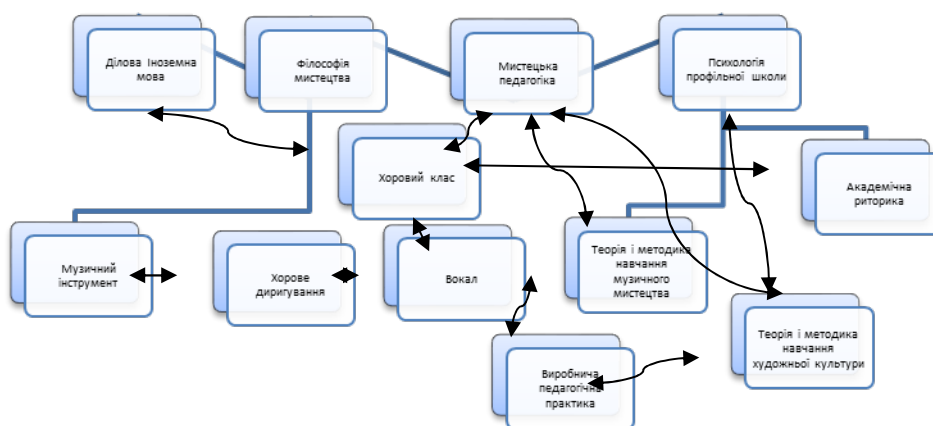 Ділова Іноземна
мова
Філософія
мистецтва
Мистецька
педагогіка
Психологія
профільної школи
Хоровий клас
Академічна
риторика
Музичний
інструмент
Хорове
диригування
Вокал
Теорія і методика
навчання
музичного
мистецтва
Теорія і методика
навчання
художньої культури
Виробнича
педагогічна
практика